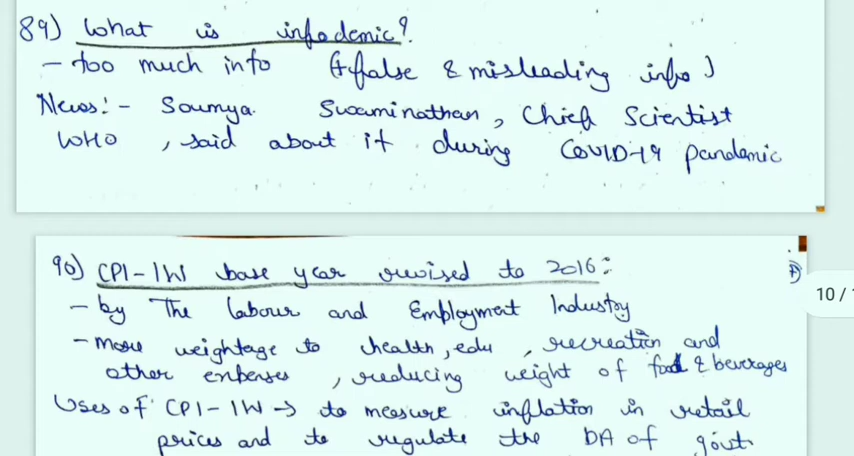 89) What is infodemic?
- too much info (+ false & misleading info)
News:- Soumya Swaminathan, Chief Scientist
WHO, said about it during COVID-19 pandemic
90) CPI-IW base year revised to 2016:
- by The Labour and Employment Industry
- More weightage to health, edu, recreation and
other expenses, reducing weight of food & beverages
Uses of CPI-IW → to measure inflation in retail
prices and to regulate the DA of govt.
10 /